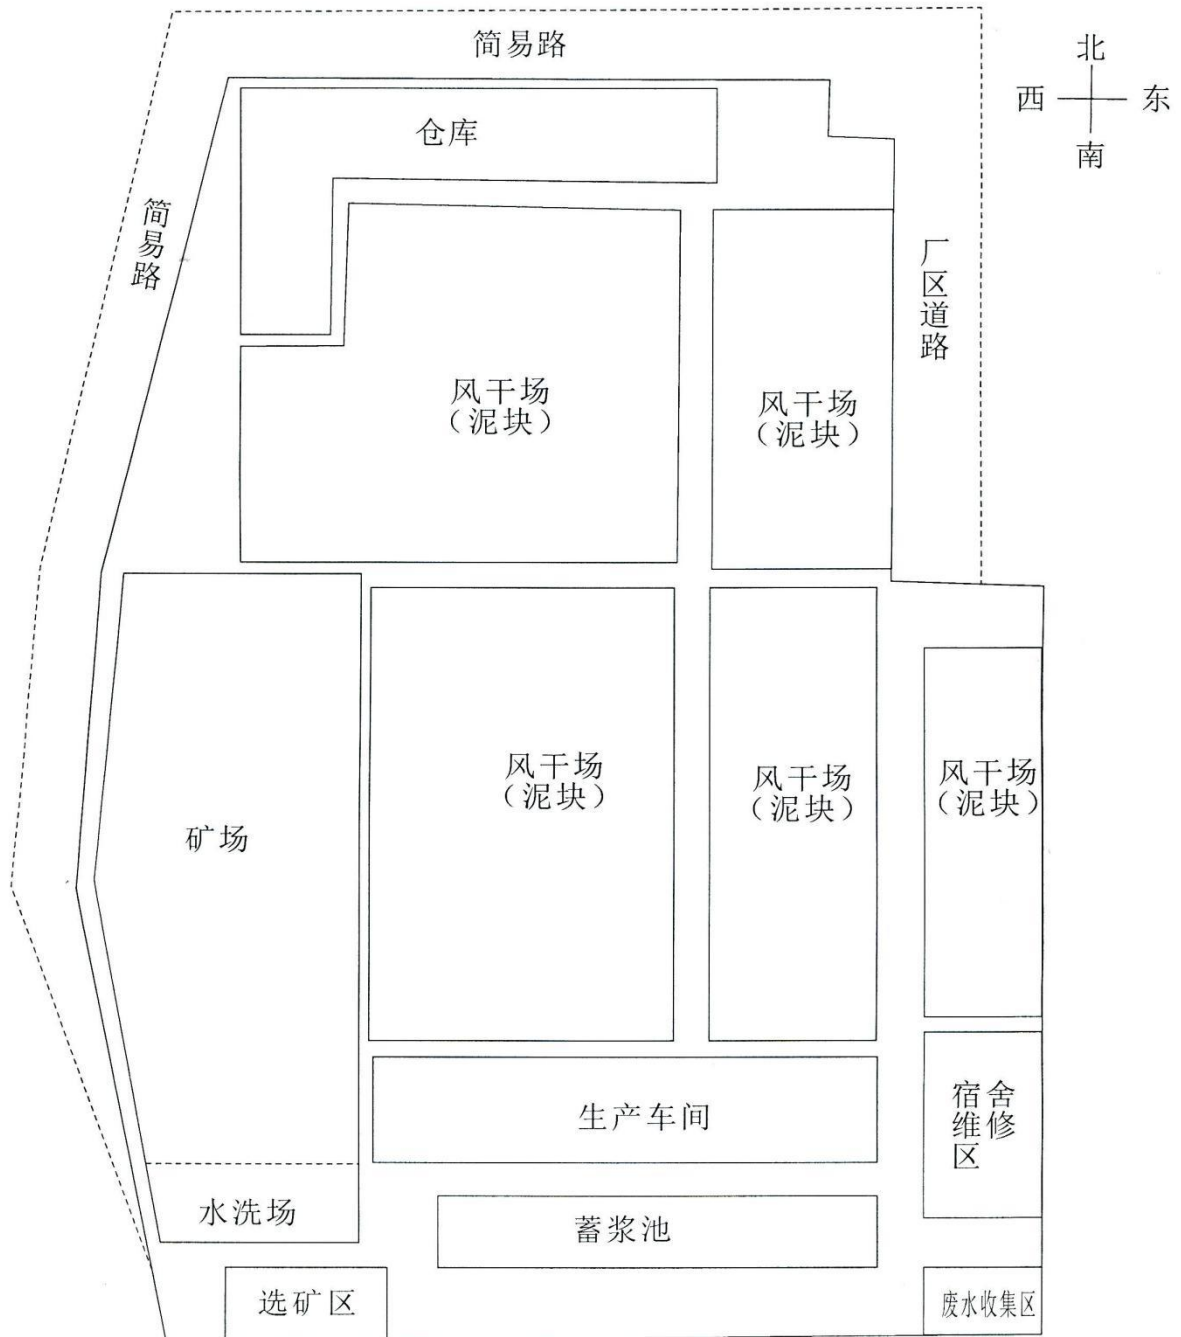 简易路
北
西 东
南
仓库
简易路
厂区道路
风干场
（泥块）
风干场
（泥块）
风干场
（泥块）
风干场
（泥块）
风干场
（泥块）
矿场
生产车间
宿舍
维修
区
水洗场
蓄浆池
选矿区
废水收集区